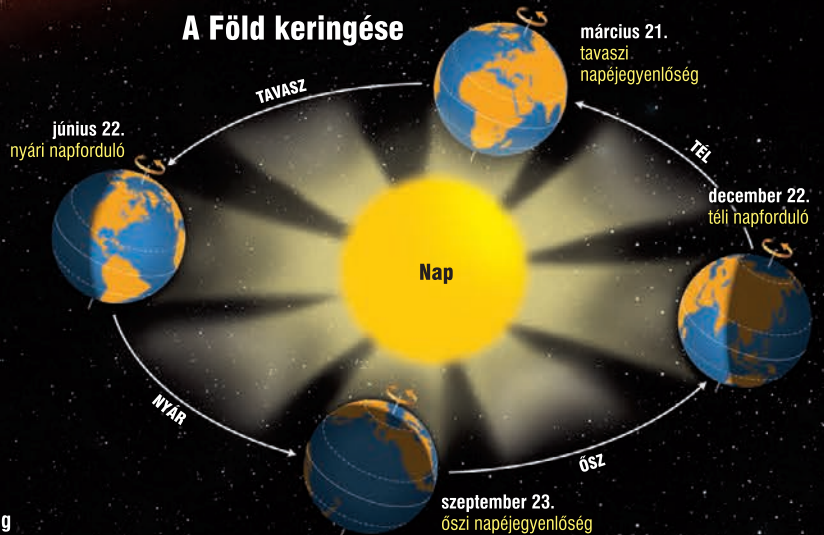 A Föld keringése
március 21.
tavaszi
napéjegyenlőség
TAVASZ
június 22.
nyári napforduló
TÉL
december 22.
téli napforduló
Nap
NYÁR
ŐSZ
szeptember 23.
őszi napéjegyenlőség
g